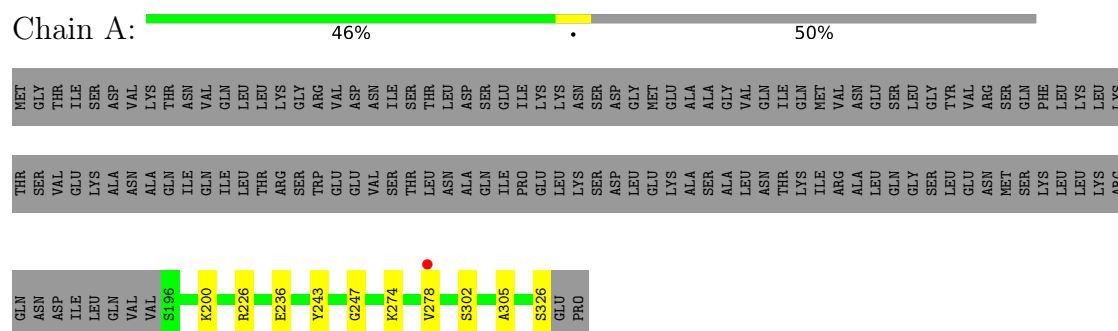 Chain A:
46% • 50%
MET GLY THR ILE SER ASP VAL LYS THR ASN VAL GLN LEU LEU LYS GLY ARG VAL ASP ASN ILE SER THR LEU ASP SER GLU ILE LYS LYS ASN SER ASP GLY MET GLU ALA ALA GLY VAL GLN ILE GLN MET VAL ASN GLU SER LEU GLY TYR VAL ARG SER GLN PHE LEU LYS LEU LYS
THR SER VAL GLU LYS ALA ASN ALA GLN ILE GLN ILE LEU THR ARG SER TRP GLU GLU VAL SER THR LEU ASN ALA GLN ILE PRO GLU LEU LYS SER ASP LEU GLU LYS ALA SER ALA LEU ASN THR LYS ILE ARG ALA LEU GLN GLY SER LEU GLU ASN MET SER LYS LEU LEU LYS ARG
GLN ASN ASP ILE LEU GLN VAL VAL S196 K200 R226 E236 Y243 G247 K274 V278 S302 A305 S326 GLU PRO